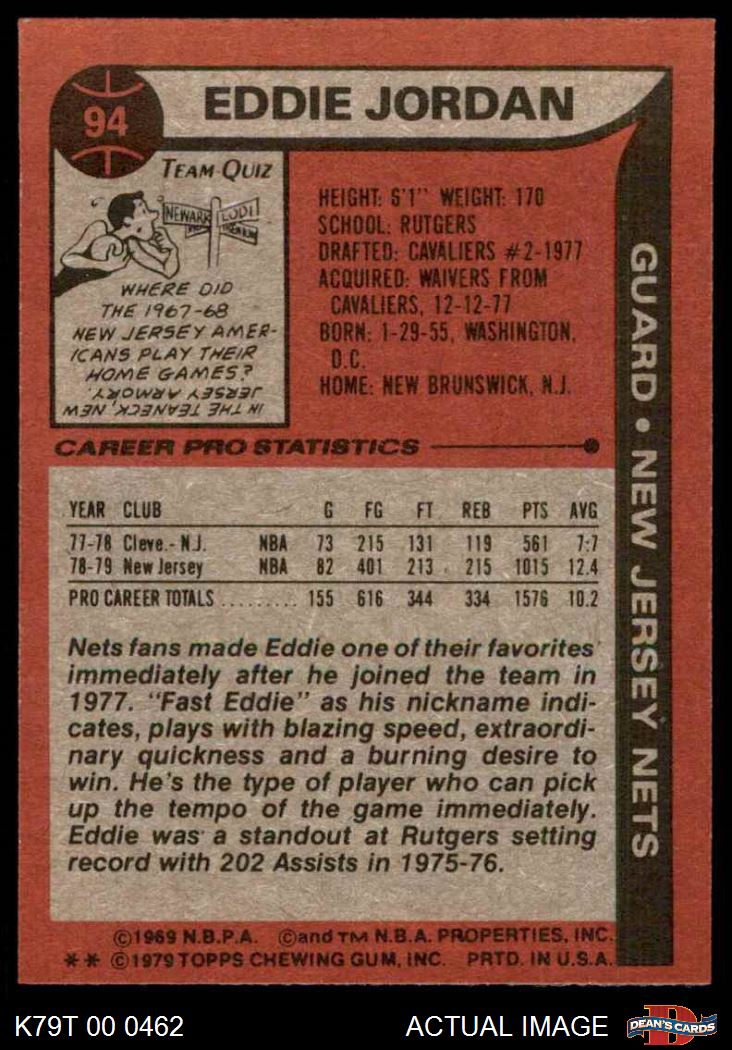 94
EDDIE JORDAN
TEAM QUIZ
NEWARK
LODI
TRENTON
WHERE DID
THE 1967-68
NEW JERSEY AMER-
ICANS PLAY THEIR
HOME GAMES?
IN THE TEANECK, NEW
JERSEY ARMORY.
HEIGHT: 6'1" WEIGHT: 170
SCHOOL: RUTGERS
DRAFTED: CAVALIERS #2-1977
ACQUIRED: WAIVERS FROM
CAVALIERS, 12-12-77
BORN: 1-29-55, WASHINGTON,
D.C.
HOME: NEW BRUNSWICK, N.J.
GUARD • NEW JERSEY NETS
CAREER PRO STATISTICS
YEAR CLUB G FG FT REB PTS AVG
77-78 Cleve.- N.J. NBA 73 215 131 119 561 7.7
78-79 New Jersey NBA 82 401 213 215 1015 12.4
PRO CAREER TOTALS ......... 155 616 344 334 1576 10.2
Nets fans made Eddie one of their favorites
immediately after he joined the team in
1977. "Fast Eddie" as his nickname indi-
cates, plays with blazing speed, extraordi-
nary quickness and a burning desire to
win. He's the type of player who can pick
up the tempo of the game immediately.
Eddie was a standout at Rutgers setting
record with 202 Assists in 1975-76.
©1969 N.B.P.A. ©and TM N.B.A. PROPERTIES, INC.
** ©1979 TOPPS CHEWING GUM, INC. PRTD. IN U.S.A.
K79T 00 0462
ACTUAL IMAGE
D
DEAN'S CARDS